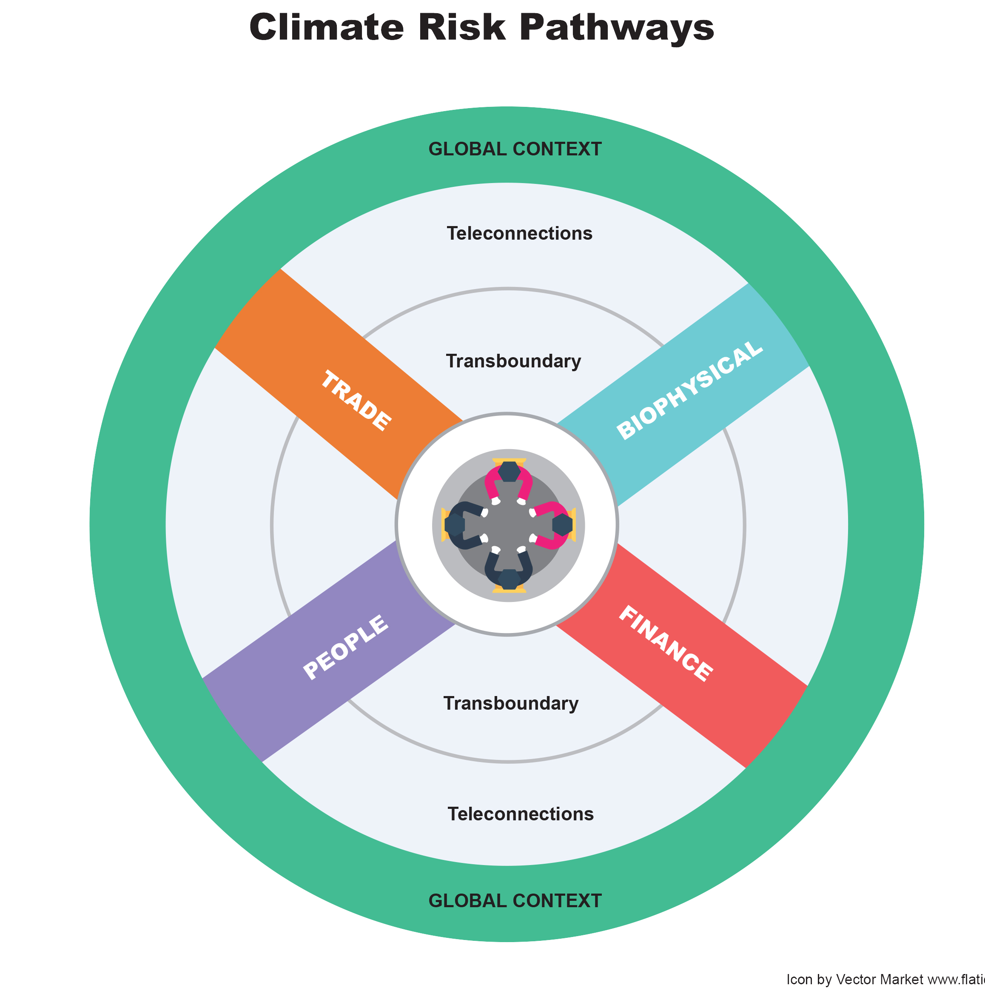 Climate Risk Pathways
GLOBAL CONTEXT
Teleconnections
Transboundary
TRADE
BIOPHYSICAL
PEOPLE
FINANCE
Transboundary
Teleconnections
GLOBAL CONTEXT
Icon by Vector Market